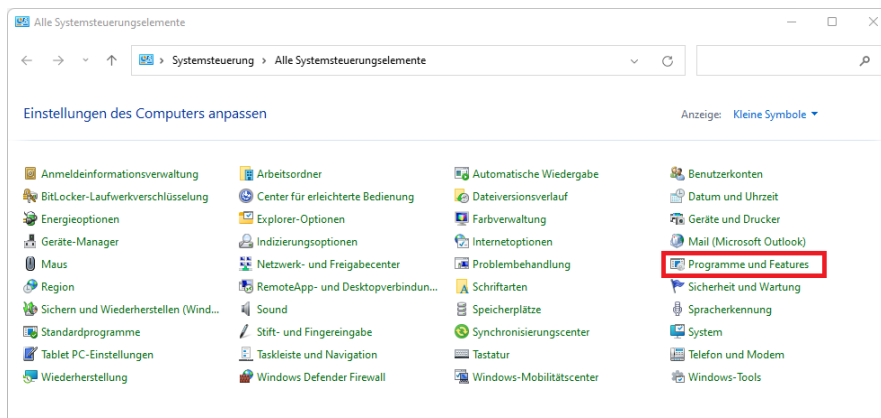 Alle Systemsteuerungselemente
Systemsteuerung › Alle Systemsteuerungselemente
Einstellungen des Computers anpassen
Anzeige: Kleine Symbole
Anmeldeinformationsverwaltung Arbeitsordner Automatische Wiedergabe Benutzerkonten
BitLocker-Laufwerkverschlüsselung Center für erleichterte Bedienung Dateiversionsverlauf Datum und Uhrzeit
Energieoptionen Explorer-Optionen Farbverwaltung Geräte und Drucker
Geräte-Manager Indizierungsoptionen Internetoptionen Mail (Microsoft Outlook)
Maus Netzwerk- und Freigabecenter Problembehandlung Programme und Features
Region RemoteApp- und Desktopverbindun... Schriftarten Sicherheit und Wartung
Sichern und Wiederherstellen (Wind... Sound Speicherplätze Spracherkennung
Standardprogramme Stift- und Fingereingabe Synchronisierungscenter System
Tablet PC-Einstellungen Taskleiste und Navigation Tastatur Telefon und Modem
Wiederherstellung Windows Defender Firewall Windows-Mobilitätscenter Windows-Tools